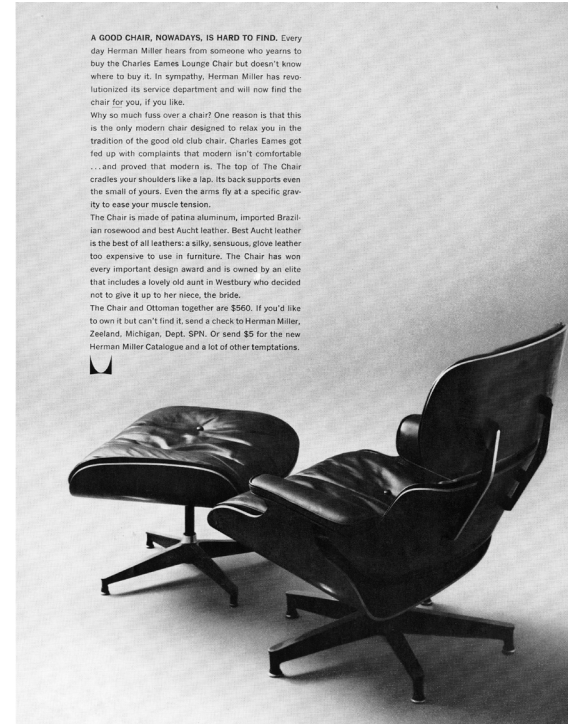 A GOOD CHAIR, NOWADAYS, IS HARD TO FIND. Every
day Herman Miller hears from someone who yearns to
buy the Charles Eames Lounge Chair but doesn't know
where to buy it. In sympathy, Herman Miller has revo-
lutionized its service department and will now find the
chair for you, if you like.
Why so much fuss over a chair? One reason is that this
is the only modern chair designed to relax you in the
tradition of the good old club chair. Charles Eames got
fed up with complaints that modern isn't comfortable
...and proved that modern is. The top of The Chair
cradles your shoulders like a lap. Its back supports even
the small of yours. Even the arms fly at a specific grav-
ity to ease your muscle tension.
The Chair is made of patina aluminum, imported Brazil-
ian rosewood and best Aucht leather. Best Aucht leather
is the best of all leathers: a silky, sensuous, glove leather
too expensive to use in furniture. The Chair has won
every important design award and is owned by an elite
that includes a lovely old aunt in Westbury who decided
not to give it up to her niece, the bride.
The Chair and Ottoman together are $560. If you'd like
to own it but can't find it, send a check to Herman Miller,
Zeeland, Michigan, Dept. SPN. Or send $5 for the new
Herman Miller Catalogue and a lot of other temptations.